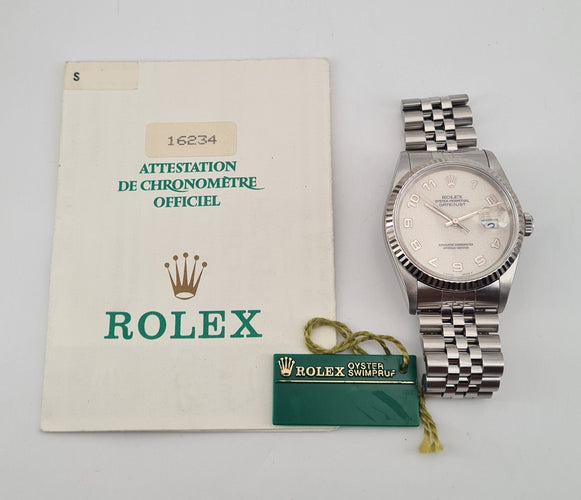 S
16234
ATTESTATION
DE CHRONOMÈTRE
OFFICIEL
ROLEX
ROLEX OYSTER
SWIMPRUF
ROLEX
OYSTER PERPETUAL
DATEJUST